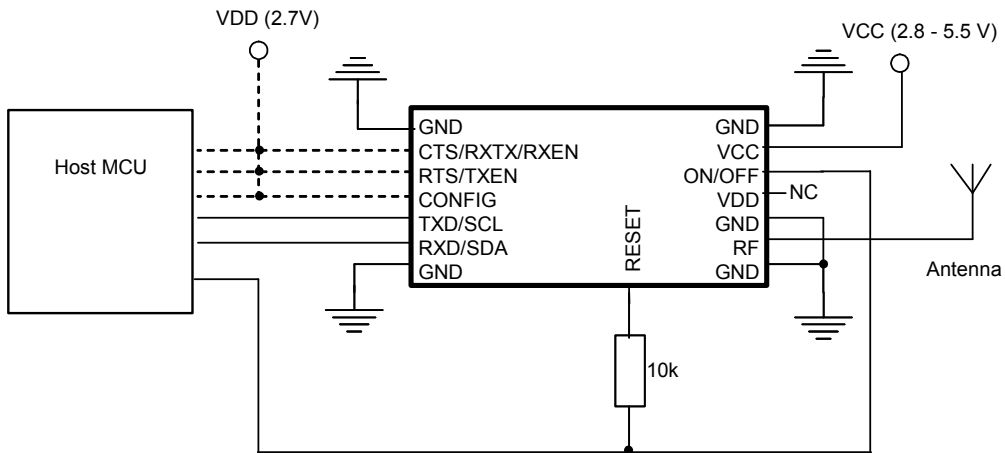 VDD (2.7V)
VCC (2.8 - 5.5 V)
Host MCU
GND
CTS/RXTX/RXEN
RTS/TXEN
CONFIG
TXD/SCL
RXD/SDA
GND
RESET
GND
VCC
ON/OFF
VDD
NC
GND
RF
GND
Antenna
10k